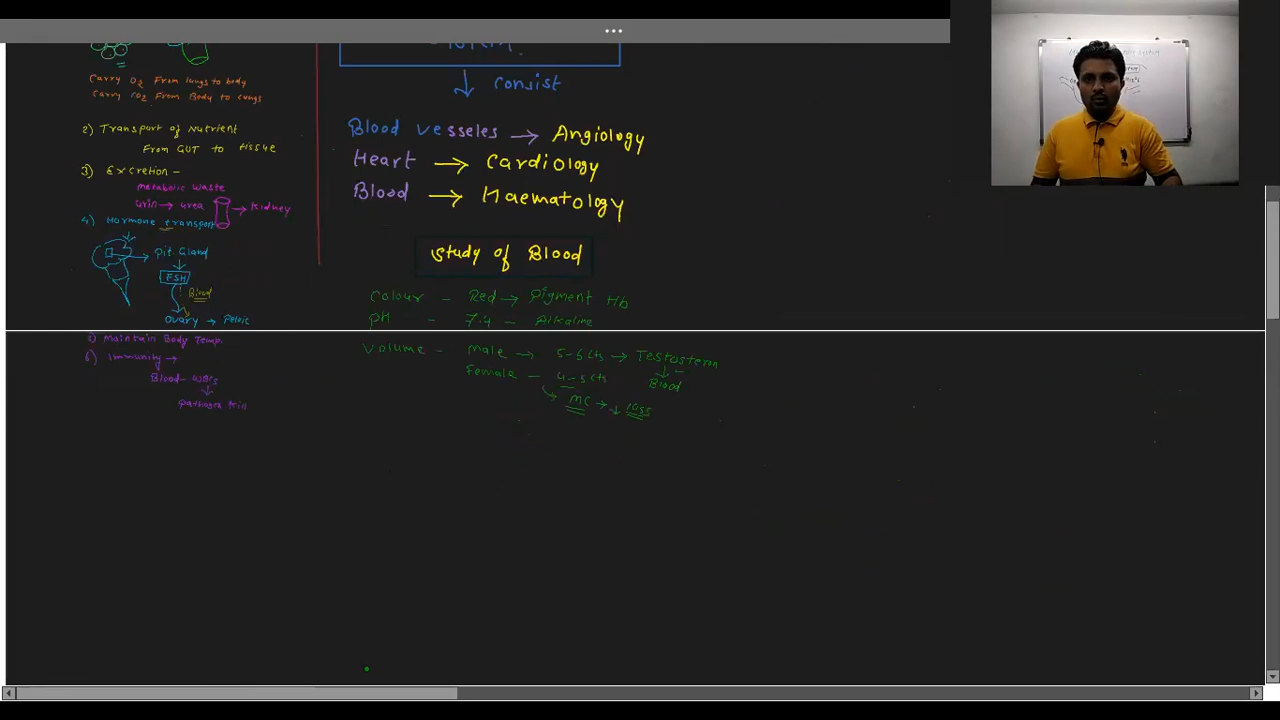 Carry O2 From lungs to body
Carry CO2 From Body to lungs
2) Transport of Nutrient
From GUT to tissue
3) Excretion -
metabolic waste
urin → urea → Kidney
4) Hormone transport
Pit. Gland
FSH
Blood
Ovary → Pelvic
5) Maintain Body Temp.
6) Immunity →
Blood - WBCs
pathogen kill
consist
Blood vesseles → Angiology
Heart → Cardiology
Blood → Haematology
Study of Blood
Colour - Red → Pigment Hb
PH - 7.4 - Alkaline
Volume - male → 5-6 Lts → Testosteron
Female - 4-5 Lts
Blood
MC → ↓ loss